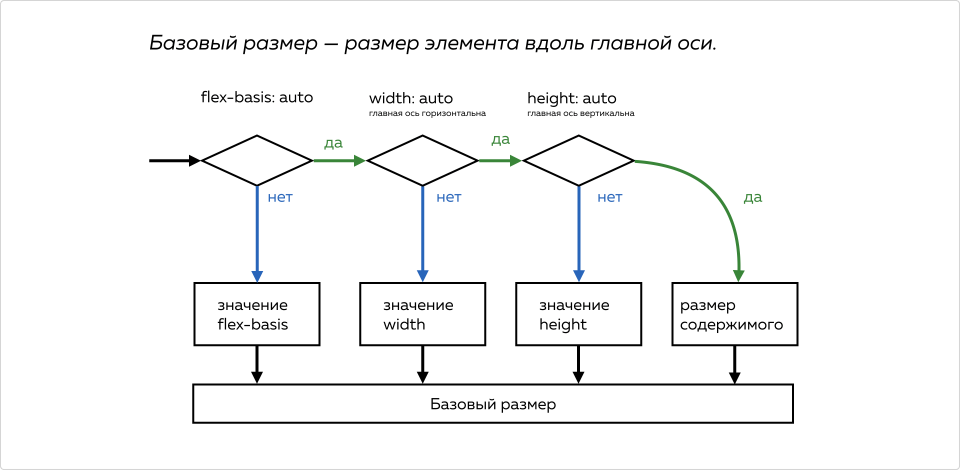 Базовый размер — размер элемента вдоль главной оси.
flex-basis: auto
width: auto
главная ось горизонтальна
height: auto
главная ось вертикальна
да
да
да
нет
нет
нет
значение
flex-basis
значение
width
значение
height
размер
содержимого
Базовый размер